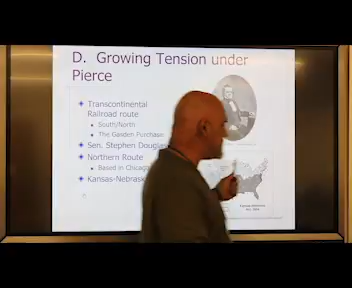 D. Growing Tension under
Pierce
Transcontinental
Railroad route
South/North
The Gasden Purchase
Sen. Stephen Douglas
Northern Route
Based in Chicago
Kansas-Nebrask